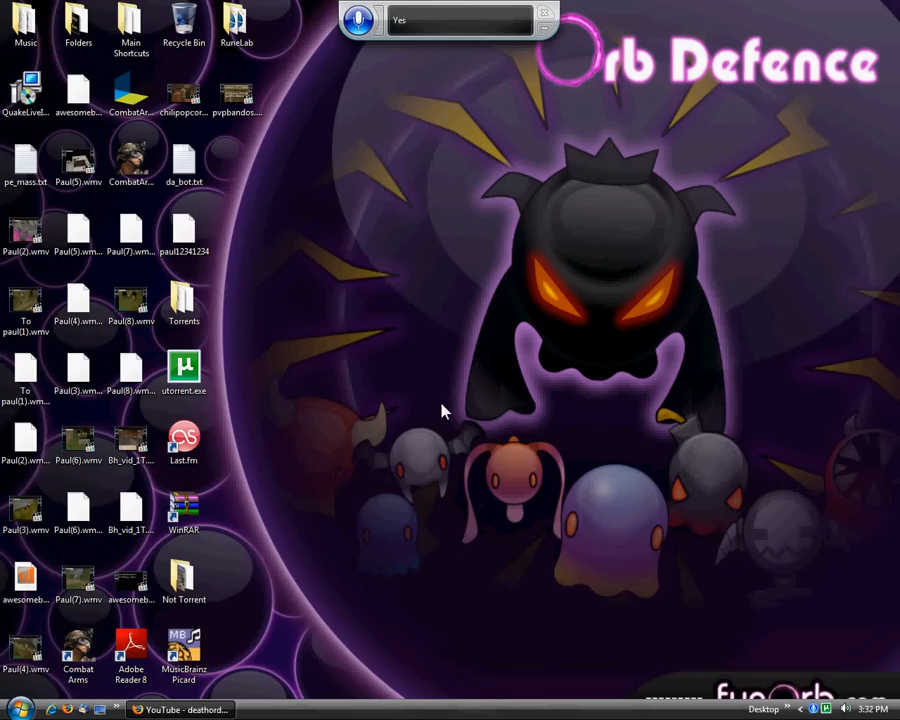 Yes
Orb Defence
Music
Folders
Main
Shortcuts
Recycle Bin
RuneLab
QuakeLiveI...
awesomeb...
CombatAr...
chilipopcor...
pvpbandos....
pe_mass.txt
Paul(5).wmv
CombatAr...
da_bot.txt
Paul(2).wmv
Paul(5).wm...
Paul(7).wm...
paul12341234
To
paul(1).wmv
Paul(4).wm...
Paul(8).wmv
Torrents
To
paul(1).wm...
Paul(3).wm...
Paul(8).wm...
µ
utorrent.exe
Paul(2).wm...
Paul(6).wmv
Bh_vid_1T...
Last.fm
Paul(3).wmv
Paul(6).wm...
Bh_vid_1T...
WinRAR
awesomeb...
Paul(7).wmv
awesomeb...
Not Torrent
Paul(4).wmv
Combat
Arms
Adobe
Reader 8
MB
MusicBrainz
Picard
YouTube - deathord...
Desktop
3:32 PM